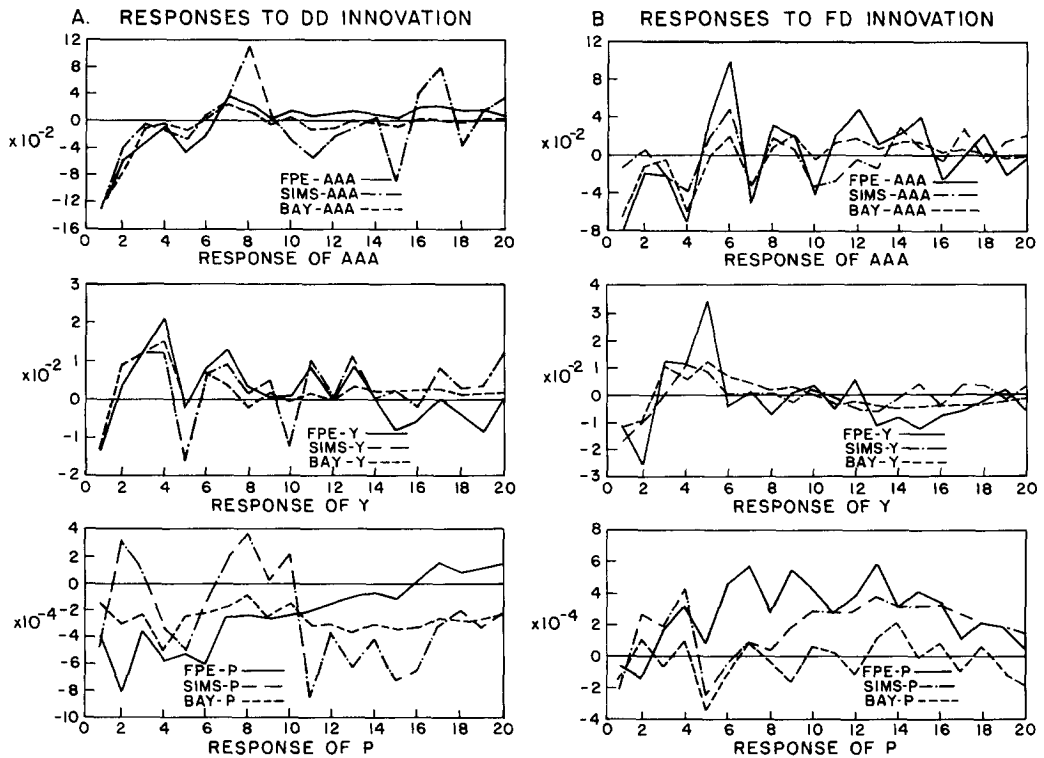 A. RESPONSES TO DD INNOVATION
12
8
4
0
-4
-8
-12
-16
x10-2
FPE-AAA
SIMS-AAA
BAY-AAA
0 2 4 6 8 10 12 14 16 18 20
RESPONSE OF AAA
3
2
1
0
-1
-2
x10-2
FPE-Y
SIMS-Y
BAY-Y
0 2 4 6 8 10 12 14 16 18 20
RESPONSE OF Y
4
2
0
-2
-4
-6
-8
-10
x10-4
FPE-P
SIMS-P
BAY-P
0 2 4 6 8 10 12 14 16 18 20
RESPONSE OF P
B RESPONSES TO FD INNOVATION
12
8
4
0
-4
-8
x10-2
FPE-AAA
SIMS-AAA
BAY-AAA
0 2 4 6 8 10 12 14 16 18 20
RESPONSE OF AAA
4
3
2
1
0
-1
-2
-3
x10-2
FPE-Y
SIMS-Y
BAY-Y
0 2 4 6 8 10 12 14 16 18 20
RESPONSE OF Y
8
6
4
2
0
-2
-4
x10-4
FPE-P
SIMS-P
BAY-P
0 2 4 6 8 10 12 14 16 18 20
RESPONSE OF P